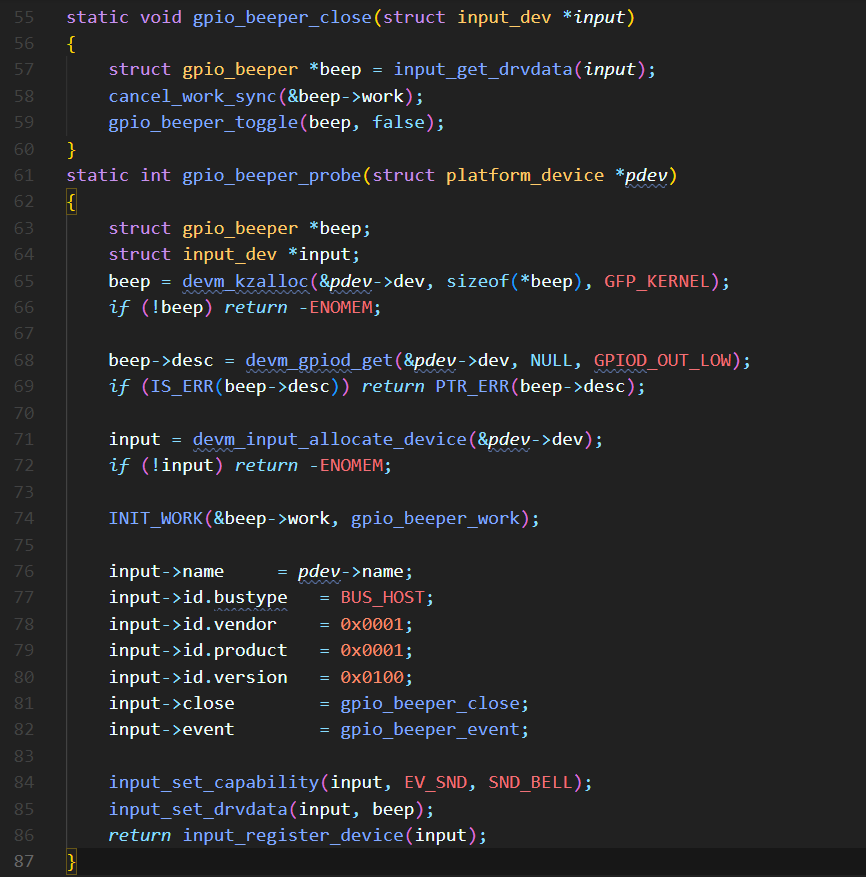 55 static void gpio_beeper_close(struct input_dev *input)
56 {
57     struct gpio_beeper *beep = input_get_drvdata(input);
58     cancel_work_sync(&beep->work);
59     gpio_beeper_toggle(beep, false);
60 }
61 static int gpio_beeper_probe(struct platform_device *pdev)
62 {
63     struct gpio_beeper *beep;
64     struct input_dev *input;
65     beep = devm_kzalloc(&pdev->dev, sizeof(*beep), GFP_KERNEL);
66     if (!beep) return -ENOMEM;
67
68     beep->desc = devm_gpiod_get(&pdev->dev, NULL, GPIOD_OUT_LOW);
69     if (IS_ERR(beep->desc)) return PTR_ERR(beep->desc);
70
71     input = devm_input_allocate_device(&pdev->dev);
72     if (!input) return -ENOMEM;
73
74     INIT_WORK(&beep->work, gpio_beeper_work);
75
76     input->name     = pdev->name;
77     input->id.bustype   = BUS_HOST;
78     input->id.vendor    = 0x0001;
79     input->id.product   = 0x0001;
80     input->id.version   = 0x0100;
81     input->close        = gpio_beeper_close;
82     input->event        = gpio_beeper_event;
83
84     input_set_capability(input, EV_SND, SND_BELL);
85     input_set_drvdata(input, beep);
86     return input_register_device(input);
87 }